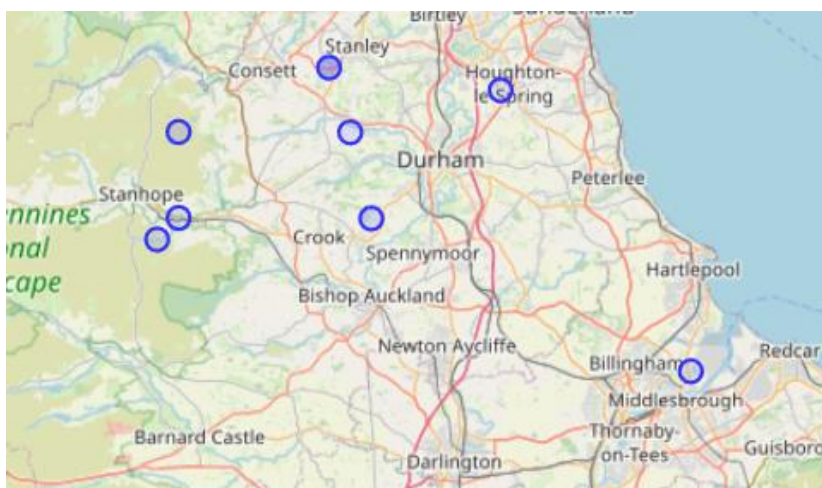 Birtley
Stanley
Consett
Houghton-
le-Spring
Durham
Peterlee
Stanhope
ennines
onal
cape
Crook
Spennymoor
Hartlepool
Bishop Auckland
Newton Aycliffe
Billingham
Redcar
Middlesbrough
Barnard Castle
Thornaby-
on-Tees
Guisboro
Darlington